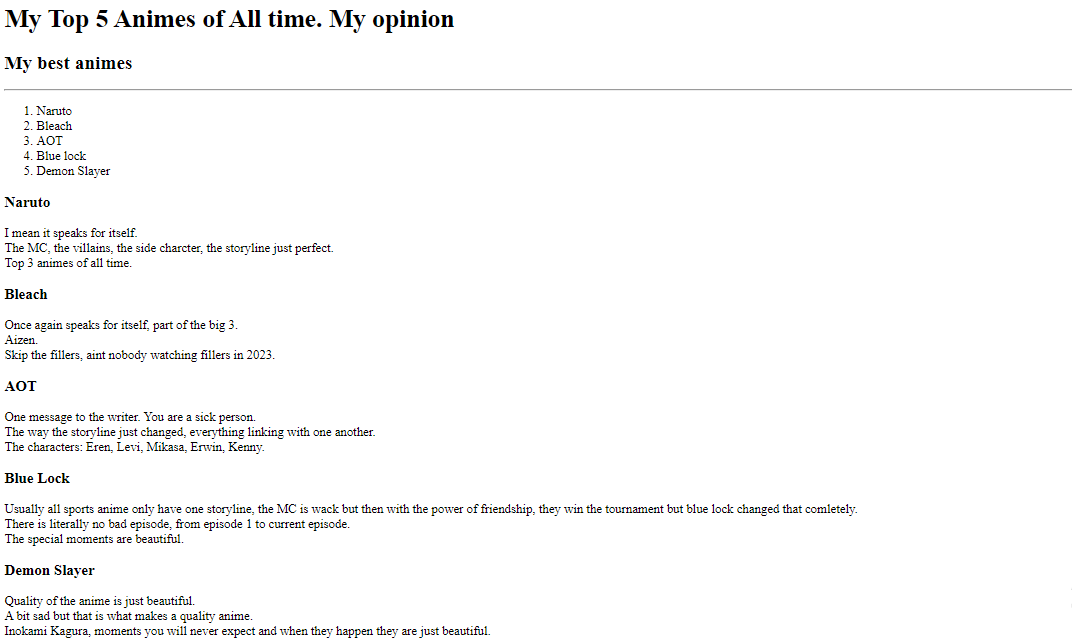 My Top 5 Animes of All time. My opinion
My best animes
1. Naruto
2. Bleach
3. AOT
4. Blue lock
5. Demon Slayer
Naruto
I mean it speaks for itself.
The MC, the villains, the side charcter, the storyline just perfect.
Top 3 animes of all time.
Bleach
Once again speaks for itself, part of the big 3.
Aizen.
Skip the fillers, aint nobody watching fillers in 2023.
AOT
One message to the writer. You are a sick person.
The way the storyline just changed, everything linking with one another.
The characters: Eren, Levi, Mikasa, Erwin, Kenny.
Blue Lock
Usually all sports anime only have one storyline, the MC is wack but then with the power of friendship, they win the tournament but blue lock changed that comletely.
There is literally no bad episode, from episode 1 to current episode.
The special moments are beautiful.
Demon Slayer
Quality of the anime is just beautiful.
A bit sad but that is what makes a quality anime.
Inokami Kagura, moments you will never expect and when they happen they are just beautiful.